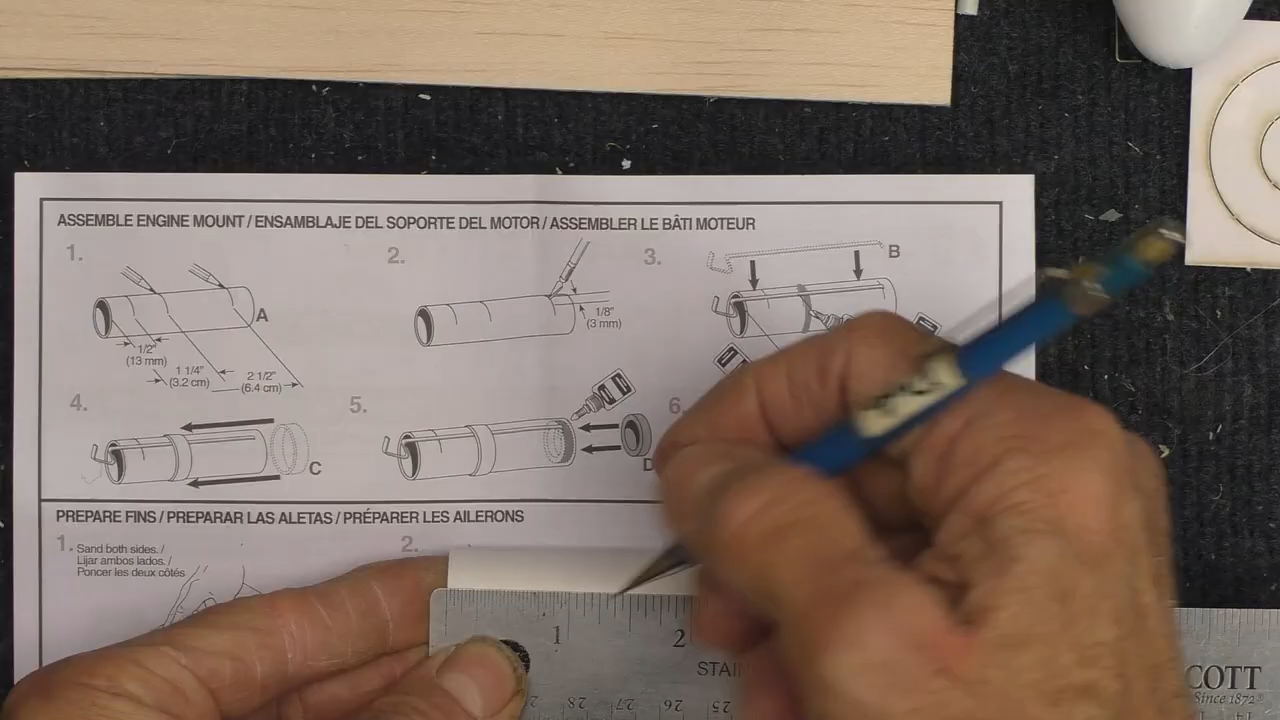 ASSEMBLE ENGINE MOUNT / ENSAMBLAJE DEL SOPORTE DEL MOTOR / ASSEMBLER LE BÂTI MOTEUR
1.
2.
3.
B
A
1/2"
(13 mm)
1 1/4"
(3.2 cm)
2 1/2"
(6.4 cm)
1/8"
(3 mm)
4.
5.
6.
C
D
PREPARE FINS / PREPARAR LAS ALETAS / PRÉPARER LES AILERONS
1. Sand both sides. /
Lijar ambos lados. /
Poncer les deux côtés
2.
1 2
STAIN
COTT
Since 1872
28 27 26 25 14